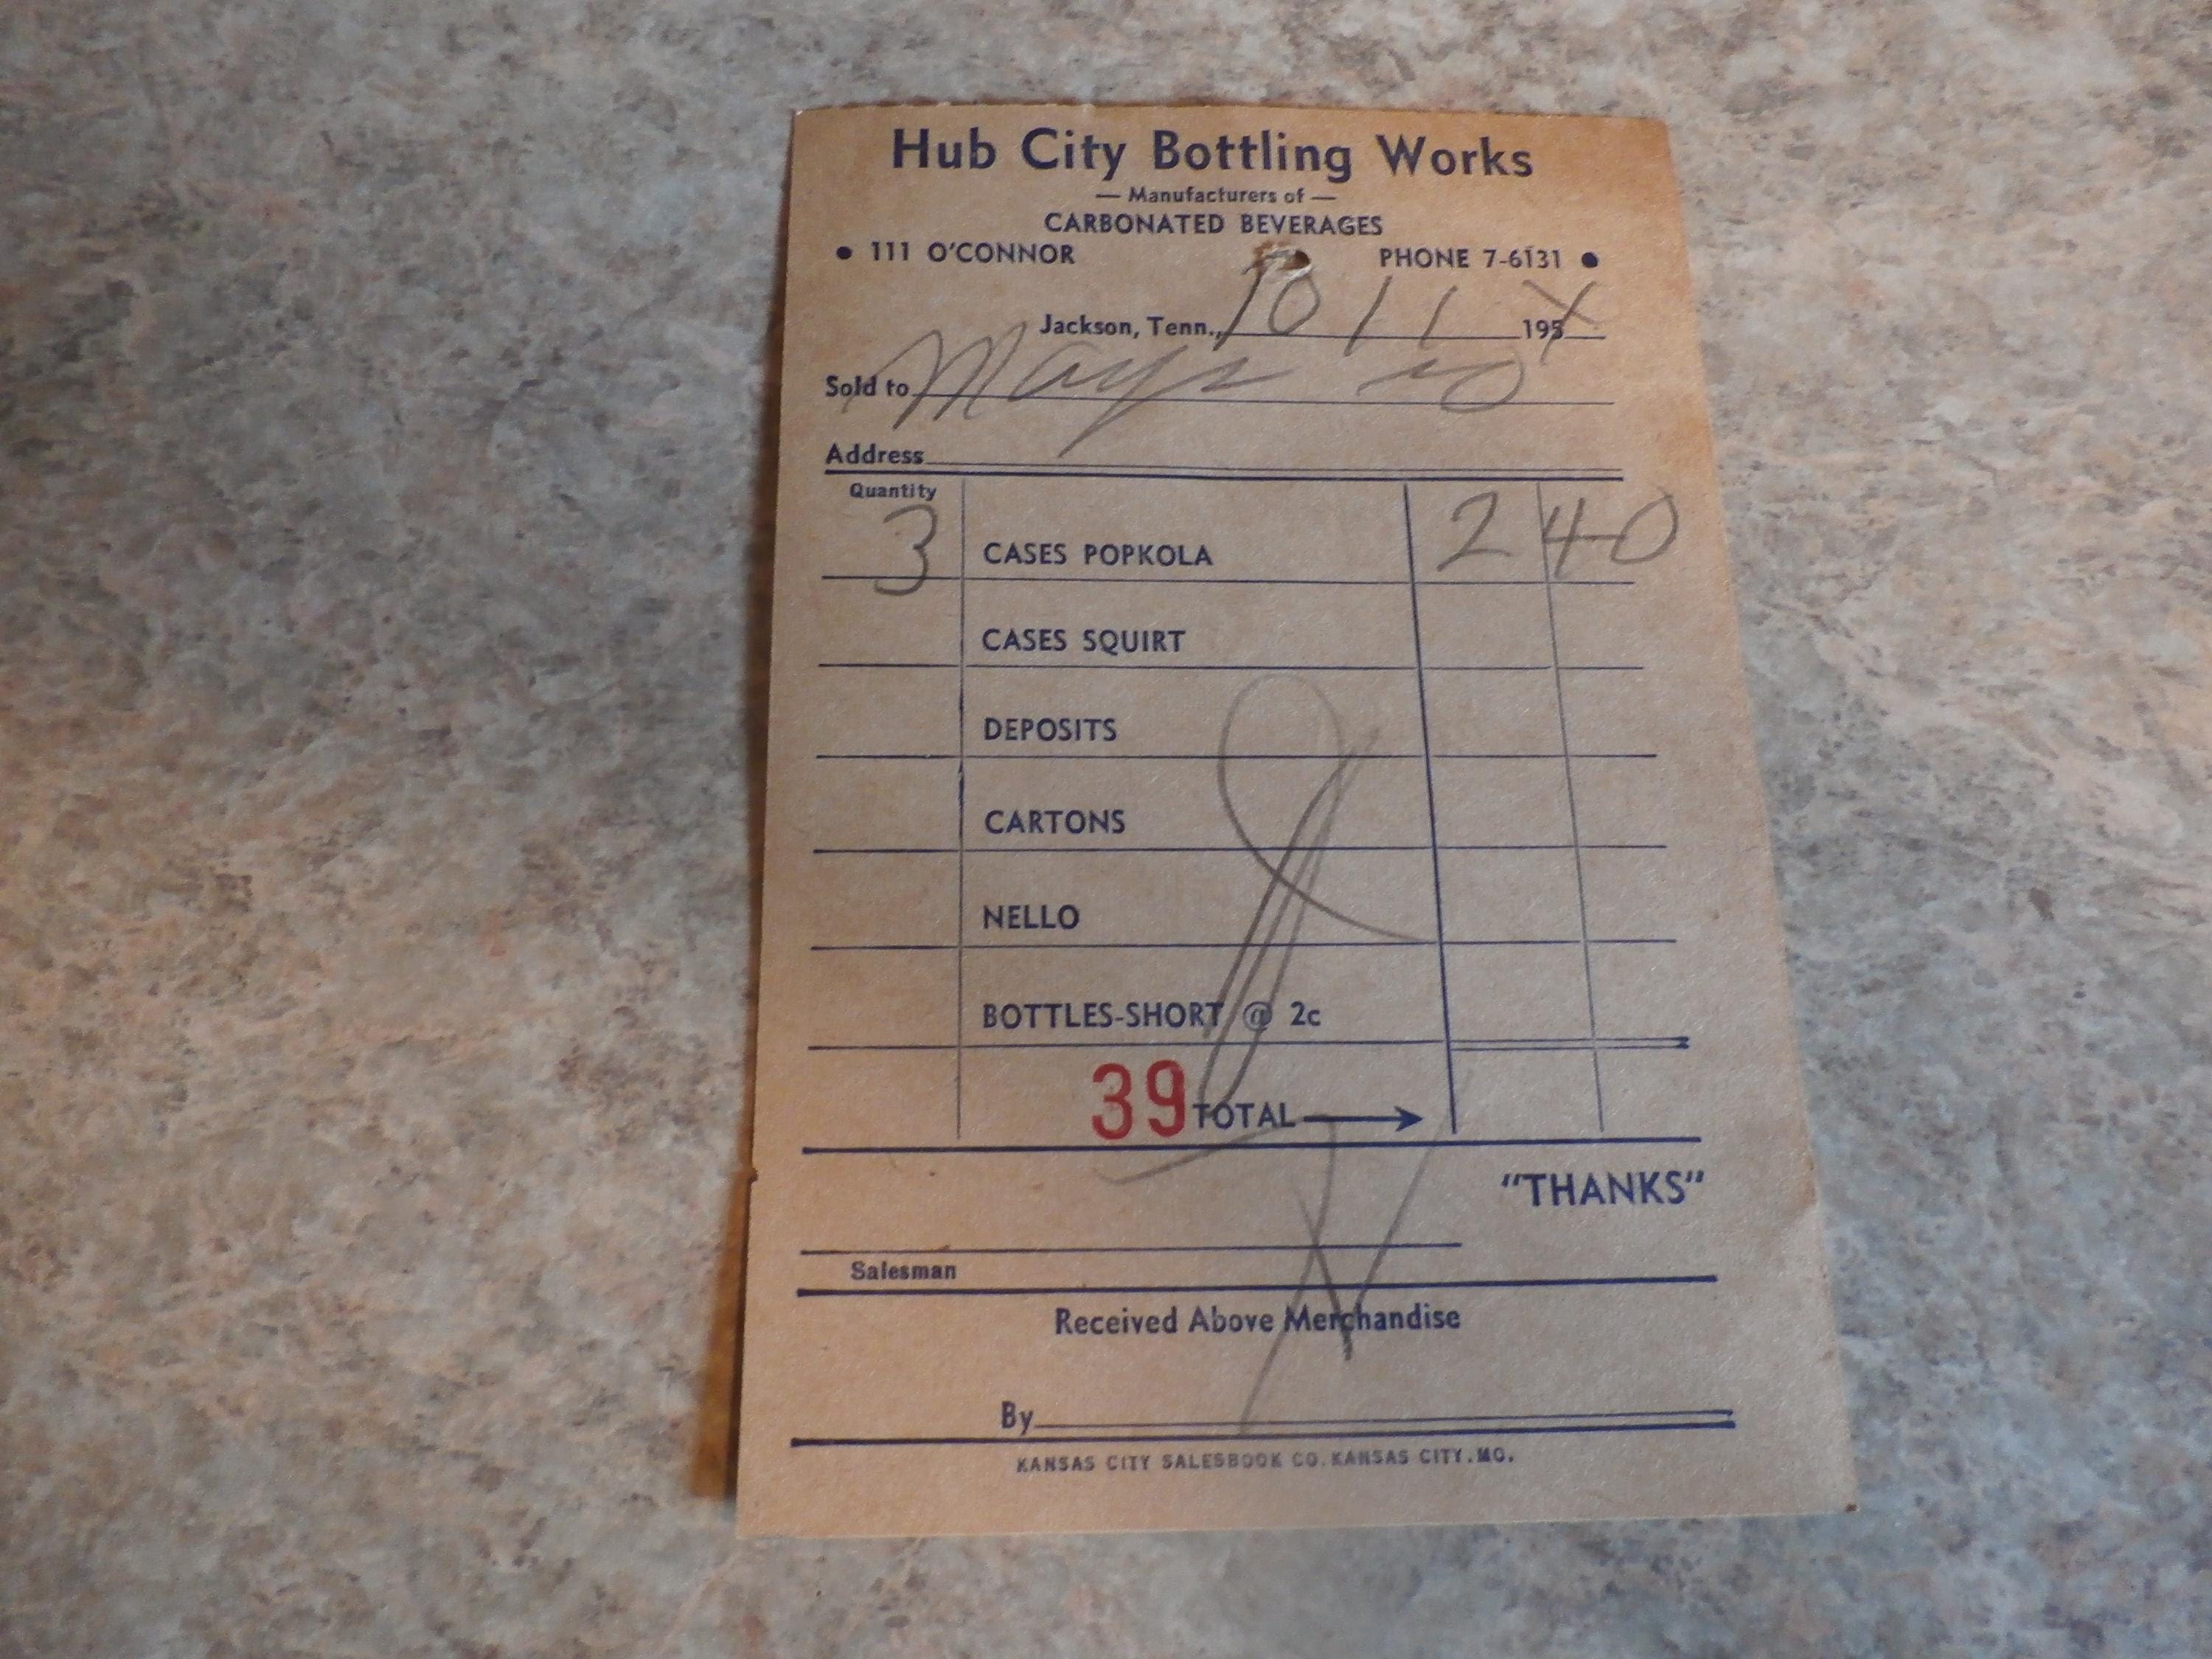 Hub City Bottling Works
— Manufacturers of —
CARBONATED BEVERAGES
• 111 O'CONNOR PHONE 7-6131 •
Jackson, Tenn., 10 11 195
Sold to
Address
Quantity
3 CASES POPKOLA 2 40
CASES SQUIRT
DEPOSITS
CARTONS
NELLO
BOTTLES-SHORT @ 2c
39 TOTAL
"THANKS"
Salesman
Received Above Merchandise
By
KANSAS CITY SALESBOOK CO. KANSAS CITY, MO.